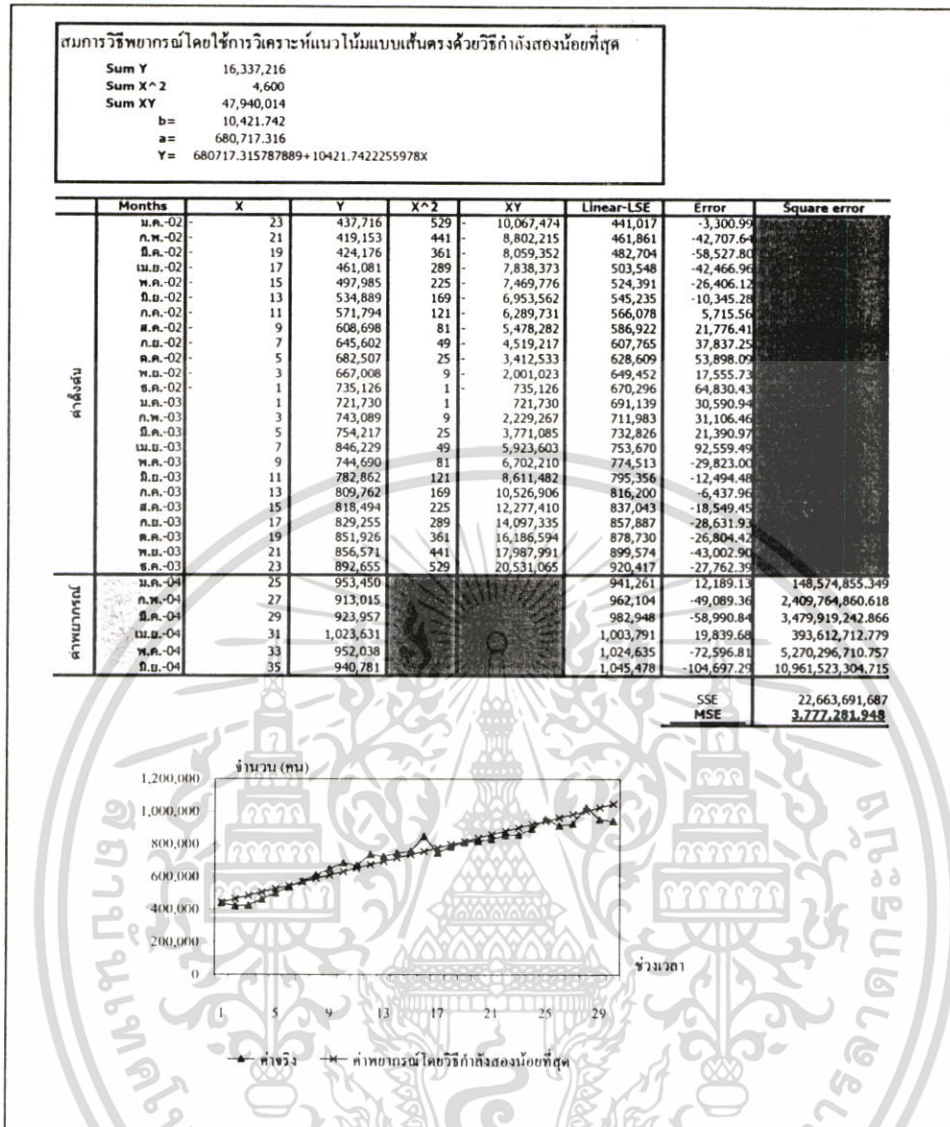 สมการวิธีพยากรณ์โดยใช้การวิเคราะห์แนวโน้มแบบเส้นตรงด้วยวิธีกำลังสองน้อยที่สุด
Sum Y 16,337,216
Sum X^2 4,600
Sum XY 47,940,014
b= 10,421.742
a= 680,717.316
Y= 680717.315787889+10421.7422255978X
Months X Y X^2 XY Linear-LSE Error Square error
ค่าตั้งต้น
ม.ค.-02 - 23 437,716 529 - 10,067,474 441,017 -3,300.99
ก.พ.-02 - 21 419,153 441 - 8,802,215 461,861 -42,707.64
มี.ค.-02 - 19 424,176 361 - 8,059,352 482,704 -58,527.80
เม.ย.-02 - 17 461,081 289 - 7,838,373 503,548 -42,466.96
พ.ค.-02 - 15 497,985 225 - 7,469,776 524,391 -26,406.12
มิ.ย.-02 - 13 534,889 169 - 6,953,562 545,235 -10,345.28
ก.ค.-02 - 11 571,794 121 - 6,289,731 566,078 5,715.56
ส.ค.-02 - 9 608,698 81 - 5,478,282 586,922 21,776.41
ก.ย.-02 - 7 645,602 49 - 4,519,217 607,765 37,837.25
ต.ค.-02 - 5 682,507 25 - 3,412,533 628,609 53,898.09
พ.ย.-02 - 3 667,008 9 - 2,001,023 649,452 17,555.73
ธ.ค.-02 - 1 735,126 1 - 735,126 670,296 64,830.43
ม.ค.-03 1 721,730 1 721,730 691,139 30,590.94
ก.พ.-03 3 743,089 9 2,229,267 711,983 31,106.46
มี.ค.-03 5 754,217 25 3,771,085 732,826 21,390.97
เม.ย.-03 7 846,229 49 5,923,603 753,670 92,559.49
พ.ค.-03 9 744,690 81 6,702,210 774,513 -29,823.00
มิ.ย.-03 11 782,862 121 8,611,482 795,356 -12,494.48
ก.ค.-03 13 809,762 169 10,526,906 816,200 -6,437.96
ส.ค.-03 15 818,494 225 12,277,410 837,043 -18,549.45
ก.ย.-03 17 829,255 289 14,097,335 857,887 -28,631.93
ต.ค.-03 19 851,926 361 16,186,594 878,730 -26,804.42
พ.ย.-03 21 856,571 441 17,987,991 899,574 -43,002.90
ธ.ค.-03 23 892,655 529 20,531,065 920,417 -27,762.39
ค่าพยากรณ์
ม.ค.-04 25 953,450 941,261 12,189.13 148,574,855.349
ก.พ.-04 27 913,015 962,104 -49,089.36 2,409,764,860.618
มี.ค.-04 29 923,957 982,948 -58,990.84 3,479,919,242.866
เม.ย.-04 31 1,023,631 1,003,791 19,839.68 393,612,712.779
พ.ค.-04 33 952,038 1,024,635 -72,596.81 5,270,296,710.757
มิ.ย.-04 35 940,781 1,045,478 -104,697.29 10,961,523,304.715
SSE 22,663,691,687
MSE 3,777,281,948
จำนวน (คน)
1,200,000
1,000,000
800,000
600,000
400,000
200,000
0
ช่วงเวลา
1 5 9 13 17 21 25 29
ค่าจริง ค่าพยากรณ์โดยวิธีกำลังสองน้อยที่สุด